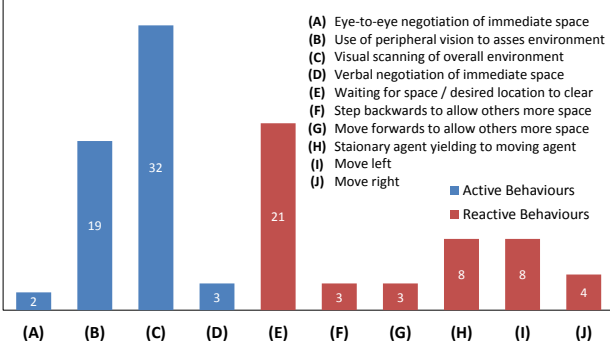 (A) Eye-to-eye negotiation of immediate space
(B) Use of peripheral vision to asses environment
(C) Visual scanning of overall environment
(D) Verbal negotiation of immediate space
(E) Waiting for space / desired location to clear
(F) Step backwards to allow others more space
(G) Move forwards to allow others more space
(H) Staionary agent yielding to moving agent
(I) Move left
(J) Move right
Active Behaviours
Reactive Behaviours
2
19
32
3
21
3
3
8
8
4
(A) (B) (C) (D) (E) (F) (G) (H) (I) (J)